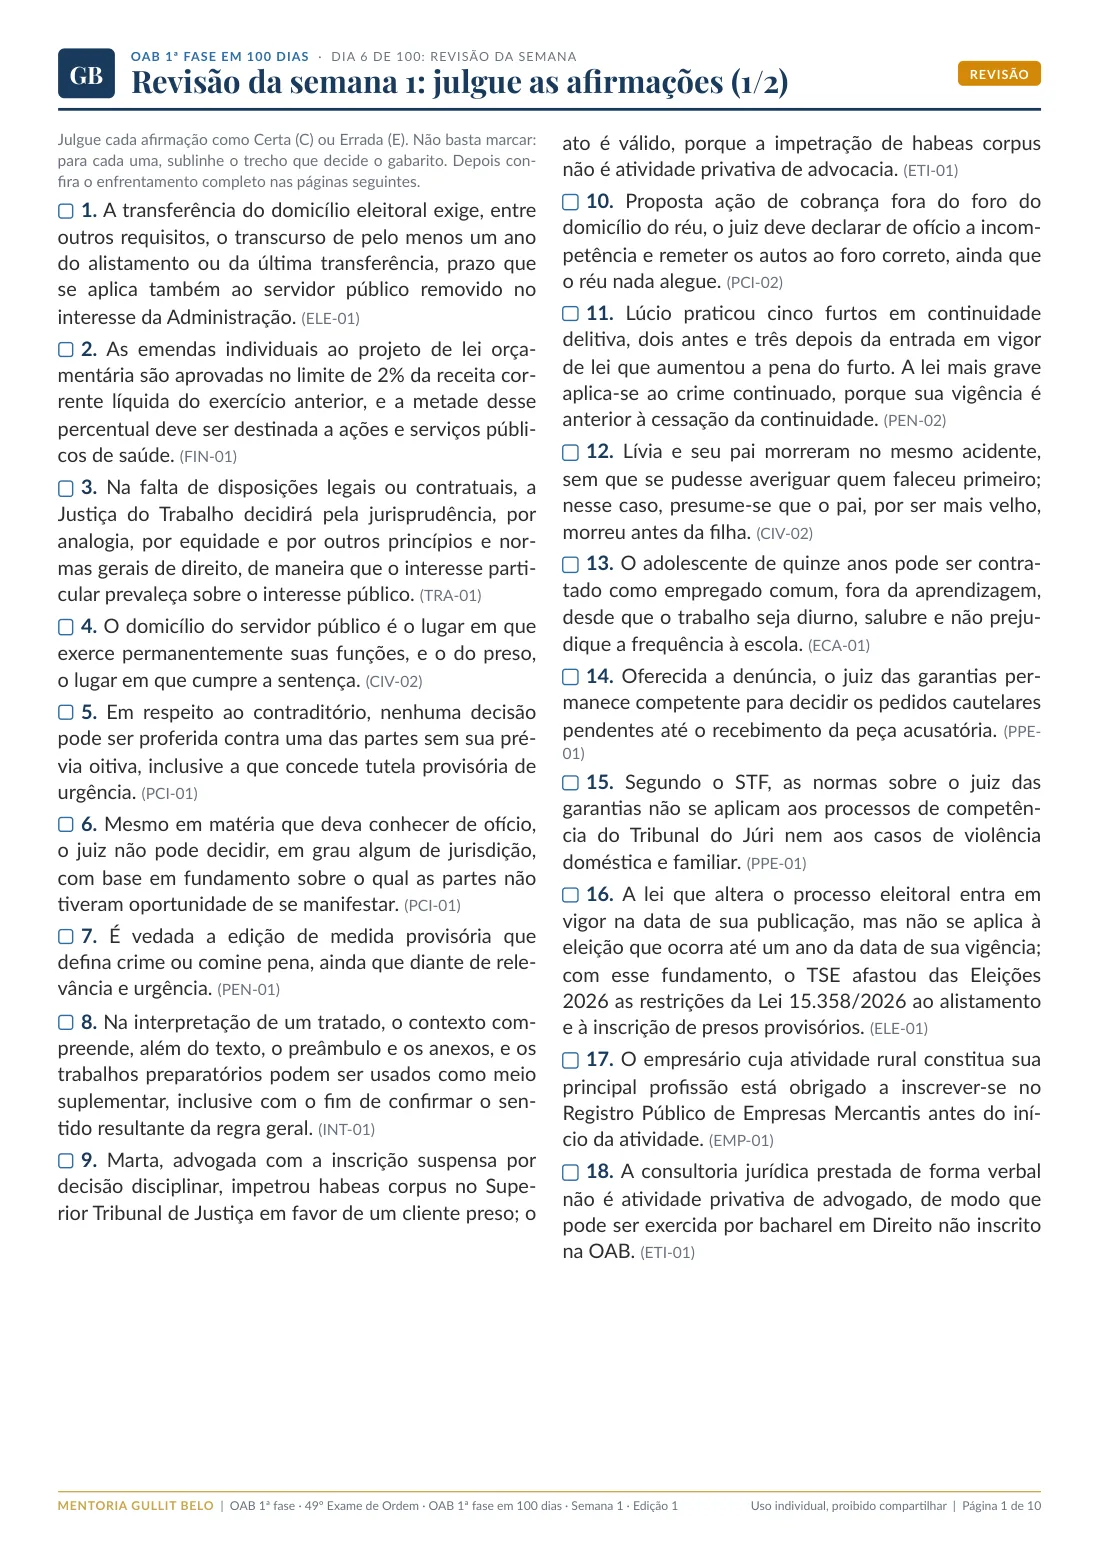 GB
OAB 1ª FASE EM 100 DIAS · DIA 6 DE 100: REVISÃO DA SEMANA
Revisão da semana 1: julgue as afirmações (1/2)
REVISÃO
Julgue cada afirmação como Certa (C) ou Errada (E). Não basta marcar:
para cada uma, sublinhe o trecho que decide o gabarito. Depois con-
fira o enfrentamento completo nas páginas seguintes.
1. A transferência do domicílio eleitoral exige, entre
outros requisitos, o transcurso de pelo menos um ano
do alistamento ou da última transferência, prazo que
se aplica também ao servidor público removido no
interesse da Administração. (ELE-01)
2. As emendas individuais ao projeto de lei orça-
mentária são aprovadas no limite de 2% da receita cor-
rente líquida do exercício anterior, e a metade desse
percentual deve ser destinada a ações e serviços públi-
cos de saúde. (FIN-01)
3. Na falta de disposições legais ou contratuais, a
Justiça do Trabalho decidirá pela jurisprudência, por
analogia, por equidade e por outros princípios e nor-
mas gerais de direito, de maneira que o interesse parti-
cular prevaleça sobre o interesse público. (TRA-01)
4. O domicílio do servidor público é o lugar em que
exerce permanentemente suas funções, e o do preso,
o lugar em que cumpre a sentença. (CIV-02)
5. Em respeito ao contraditório, nenhuma decisão
pode ser proferida contra uma das partes sem sua pré-
via oitiva, inclusive a que concede tutela provisória de
urgência. (PCI-01)
6. Mesmo em matéria que deva conhecer de ofício,
o juiz não pode decidir, em grau algum de jurisdição,
com base em fundamento sobre o qual as partes não
tiveram oportunidade de se manifestar. (PCI-01)
7. É vedada a edição de medida provisória que
defina crime ou comine pena, ainda que diante de rele-
vância e urgência. (PEN-01)
8. Na interpretação de um tratado, o contexto com-
preende, além do texto, o preâmbulo e os anexos, e os
trabalhos preparatórios podem ser usados como meio
suplementar, inclusive com o fim de confirmar o sen-
tido resultante da regra geral. (INT-01)
9. Marta, advogada com a inscrição suspensa por
decisão disciplinar, impetrou habeas corpus no Supe-
rior Tribunal de Justiça em favor de um cliente preso; o
ato é válido, porque a impetração de habeas corpus
não é atividade privativa de advocacia. (ETI-01)
10. Proposta ação de cobrança fora do foro do
domicílio do réu, o juiz deve declarar de ofício a incom-
petência e remeter os autos ao foro correto, ainda que
o réu nada alegue. (PCI-02)
11. Lúcio praticou cinco furtos em continuidade
delitiva, dois antes e três depois da entrada em vigor
de lei que aumentou a pena do furto. A lei mais grave
aplica-se ao crime continuado, porque sua vigência é
anterior à cessação da continuidade. (PEN-02)
12. Lívia e seu pai morreram no mesmo acidente,
sem que se pudesse averiguar quem faleceu primeiro;
nesse caso, presume-se que o pai, por ser mais velho,
morreu antes da filha. (CIV-02)
13. O adolescente de quinze anos pode ser contra-
tado como empregado comum, fora da aprendizagem,
desde que o trabalho seja diurno, salubre e não preju-
dique a frequência à escola. (ECA-01)
14. Oferecida a denúncia, o juiz das garantias per-
manece competente para decidir os pedidos cautelares
pendentes até o recebimento da peça acusatória. (PPE-
01)
15. Segundo o STF, as normas sobre o juiz das
garantias não se aplicam aos processos de competên-
cia do Tribunal do Júri nem aos casos de violência
doméstica e familiar. (PPE-01)
16. A lei que altera o processo eleitoral entra em
vigor na data de sua publicação, mas não se aplica à
eleição que ocorra até um ano da data de sua vigência;
com esse fundamento, o TSE afastou das Eleições
2026 as restrições da Lei 15.358/2026 ao alistamento
e à inscrição de presos provisórios. (ELE-01)
17. O empresário cuja atividade rural constitua sua
principal profissão está obrigado a inscrever-se no
Registro Público de Empresas Mercantis antes do iní-
cio da atividade. (EMP-01)
18. A consultoria jurídica prestada de forma verbal
não é atividade privativa de advogado, de modo que
pode ser exercida por bacharel em Direito não inscrito
na OAB. (ETI-01)
MENTORIA GULLIT BELO | OAB 1ª fase · 49º Exame de Ordem · OAB 1ª fase em 100 dias · Semana 1 · Edição 1
Uso individual, proibido compartilhar | Página 1 de 10